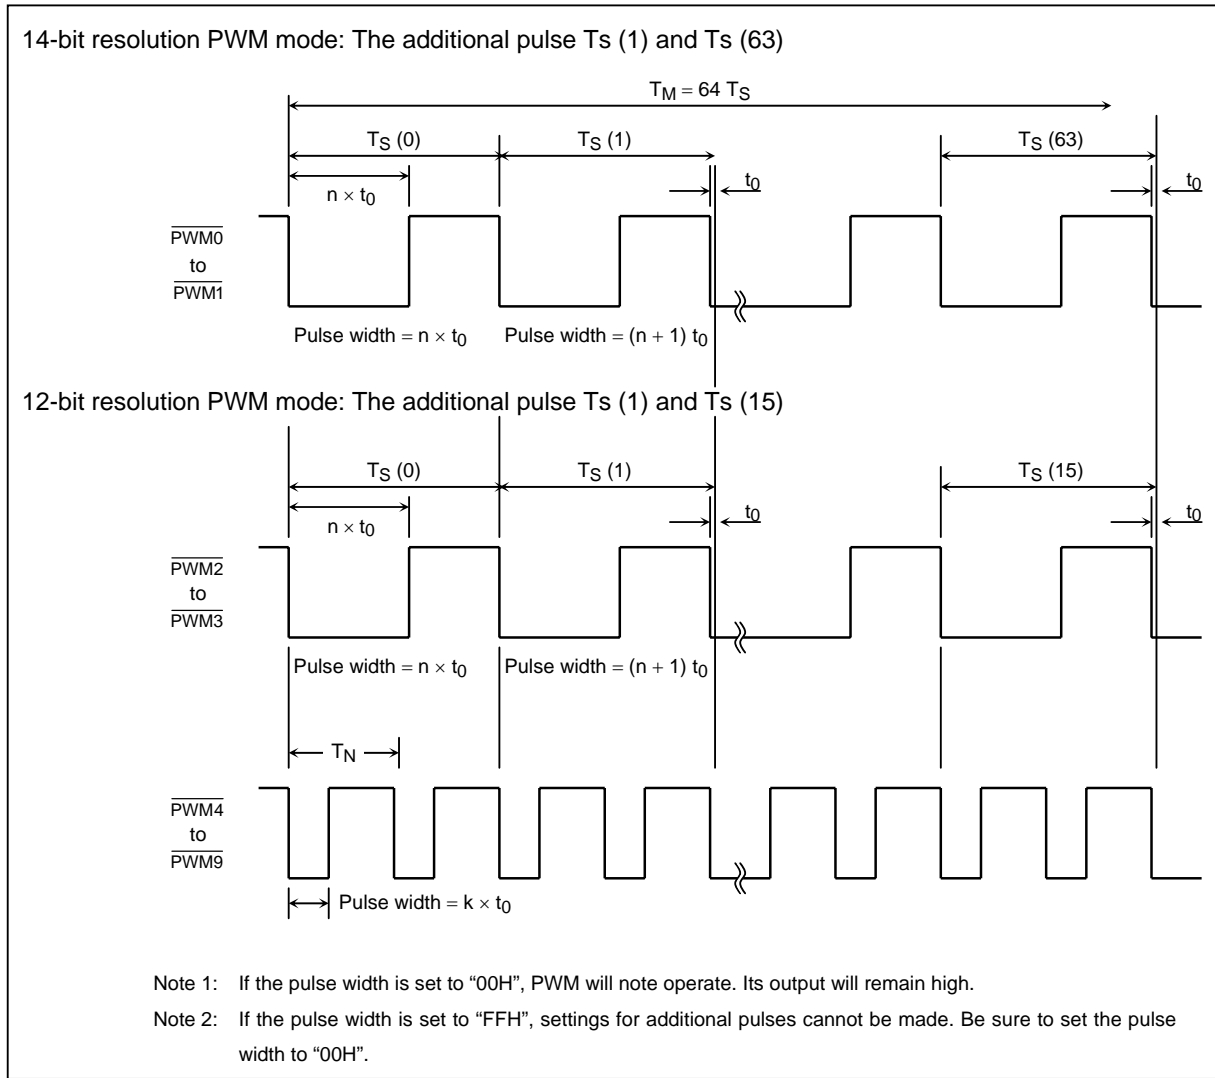 14-bit resolution PWM mode: The additional pulse Ts (1) and Ts (63)
TM = 64 TS
TS (0)
TS (1)
TS (63)
n × t0
t0
t0
PWM0
to
PWM1
Pulse width = n × t0
Pulse width = (n + 1) t0
12-bit resolution PWM mode: The additional pulse Ts (1) and Ts (15)
TS (0)
TS (1)
TS (15)
n × t0
t0
t0
PWM2
to
PWM3
Pulse width = n × t0
Pulse width = (n + 1) t0
TN
PWM4
to
PWM9
Pulse width = k × t0
Note 1: If the pulse width is set to “00H”, PWM will note operate. Its output will remain high.
Note 2: If the pulse width is set to “FFH”, settings for additional pulses cannot be made. Be sure to set the pulse
width to “00H”.